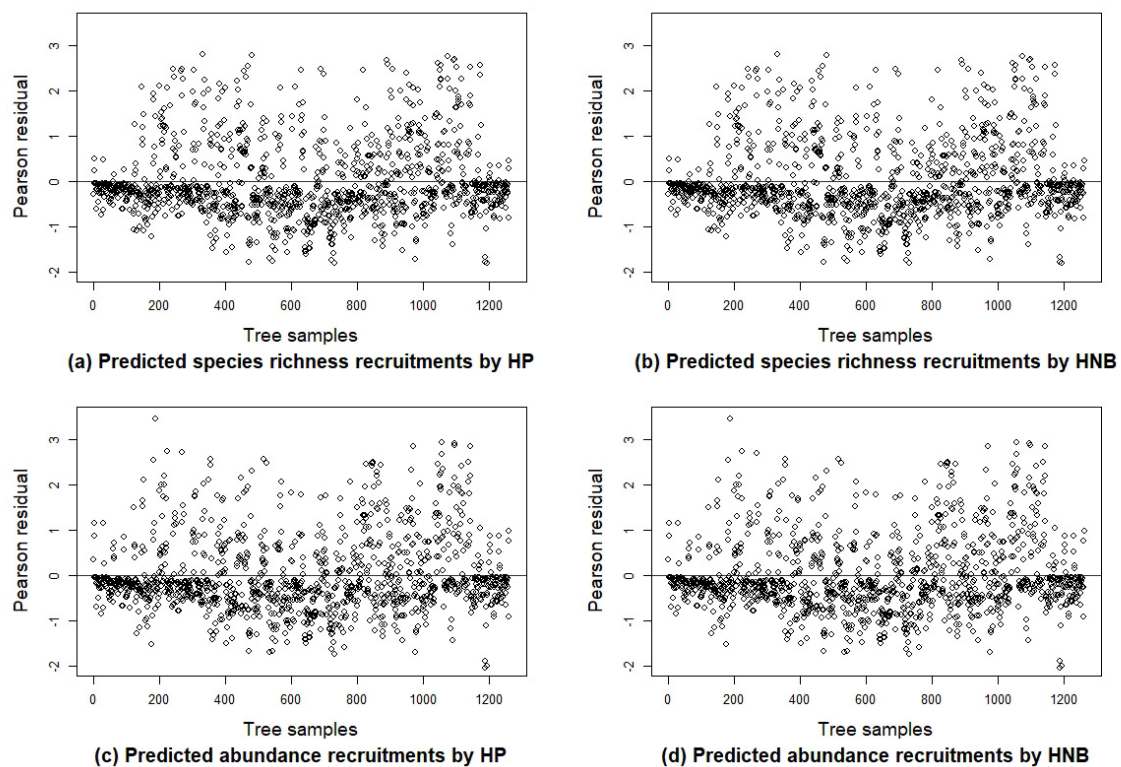 3
2
1
0
-1
-2
Pearson residual
0 200 400 600 800 1000 1200
Tree samples
(a) Predicted species richness recruitments by HP
3
2
1
0
-1
-2
Pearson residual
0 200 400 600 800 1000 1200
Tree samples
(b) Predicted species richness recruitments by HNB
3
2
1
0
-1
-2
Pearson residual
0 200 400 600 800 1000 1200
Tree samples
(c) Predicted abundance recruitments by HP
3
2
1
0
-1
-2
Pearson residual
0 200 400 600 800 1000 1200
Tree samples
(d) Predicted abundance recruitments by HNB